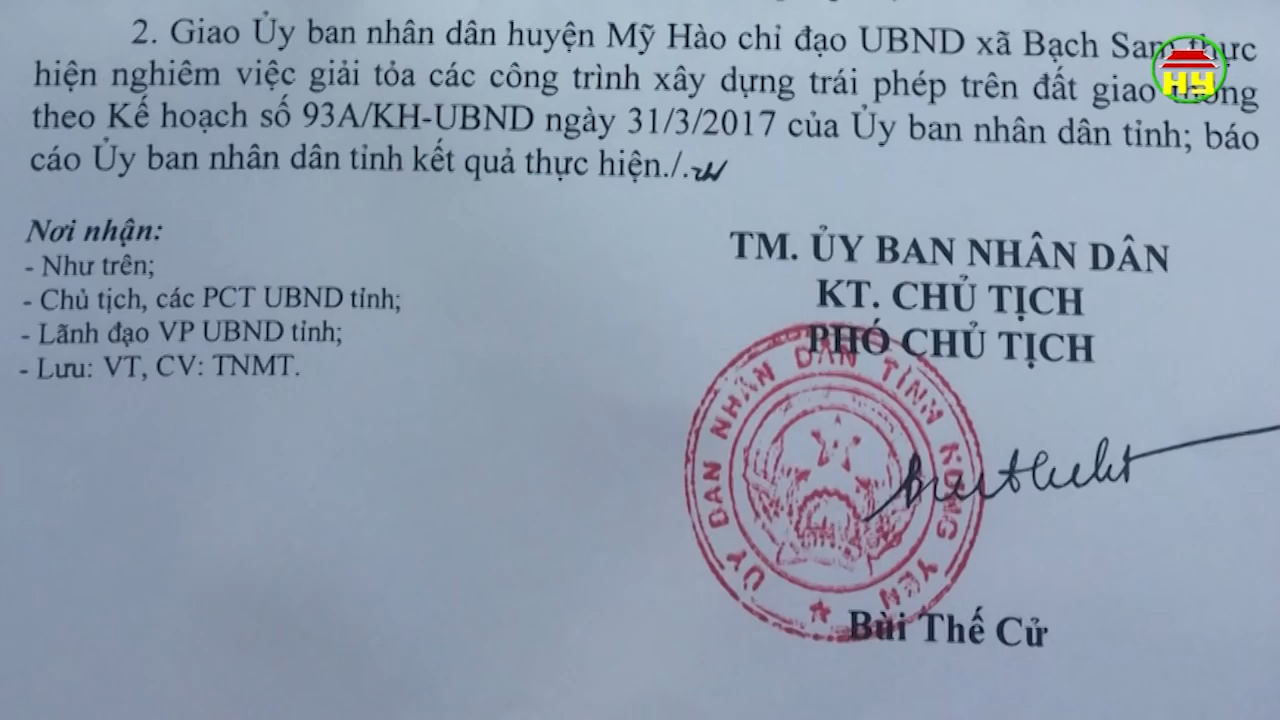 2. Giao Ủy ban nhân dân huyện Mỹ Hào chỉ đạo UBND xã Bạch Sam thực
hiện nghiêm việc giải tỏa các công trình xây dựng trái phép trên đất giao thông
theo Kế hoạch số 93A/KH-UBND ngày 31/3/2017 của Ủy ban nhân dân tỉnh; báo
cáo Ủy ban nhân dân tỉnh kết quả thực hiện./.
Nơi nhận:
- Như trên;
- Chủ tịch, các PCT UBND tỉnh;
- Lãnh đạo VP UBND tỉnh;
- Lưu: VT, CV: TNMT.
TM. ỦY BAN NHÂN DÂN
KT. CHỦ TỊCH
PHÓ CHỦ TỊCH
ỦY BAN NHÂN DÂN TỈNH HƯNG YÊN
Bùi Thế Cử
HY